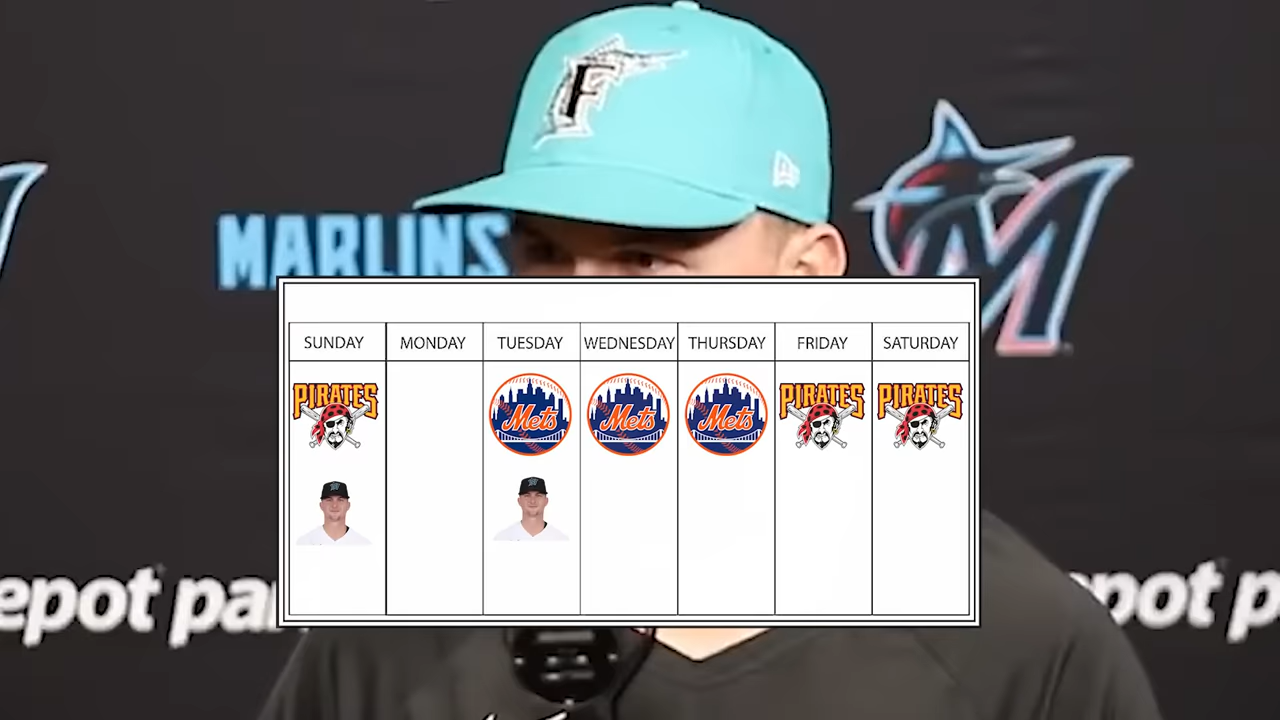 F
MARLINS
M
SUNDAY MONDAY TUESDAY WEDNESDAY THURSDAY FRIDAY SATURDAY
PIRATES Mets Mets Mets PIRATES PIRATES
epot pa
pot p